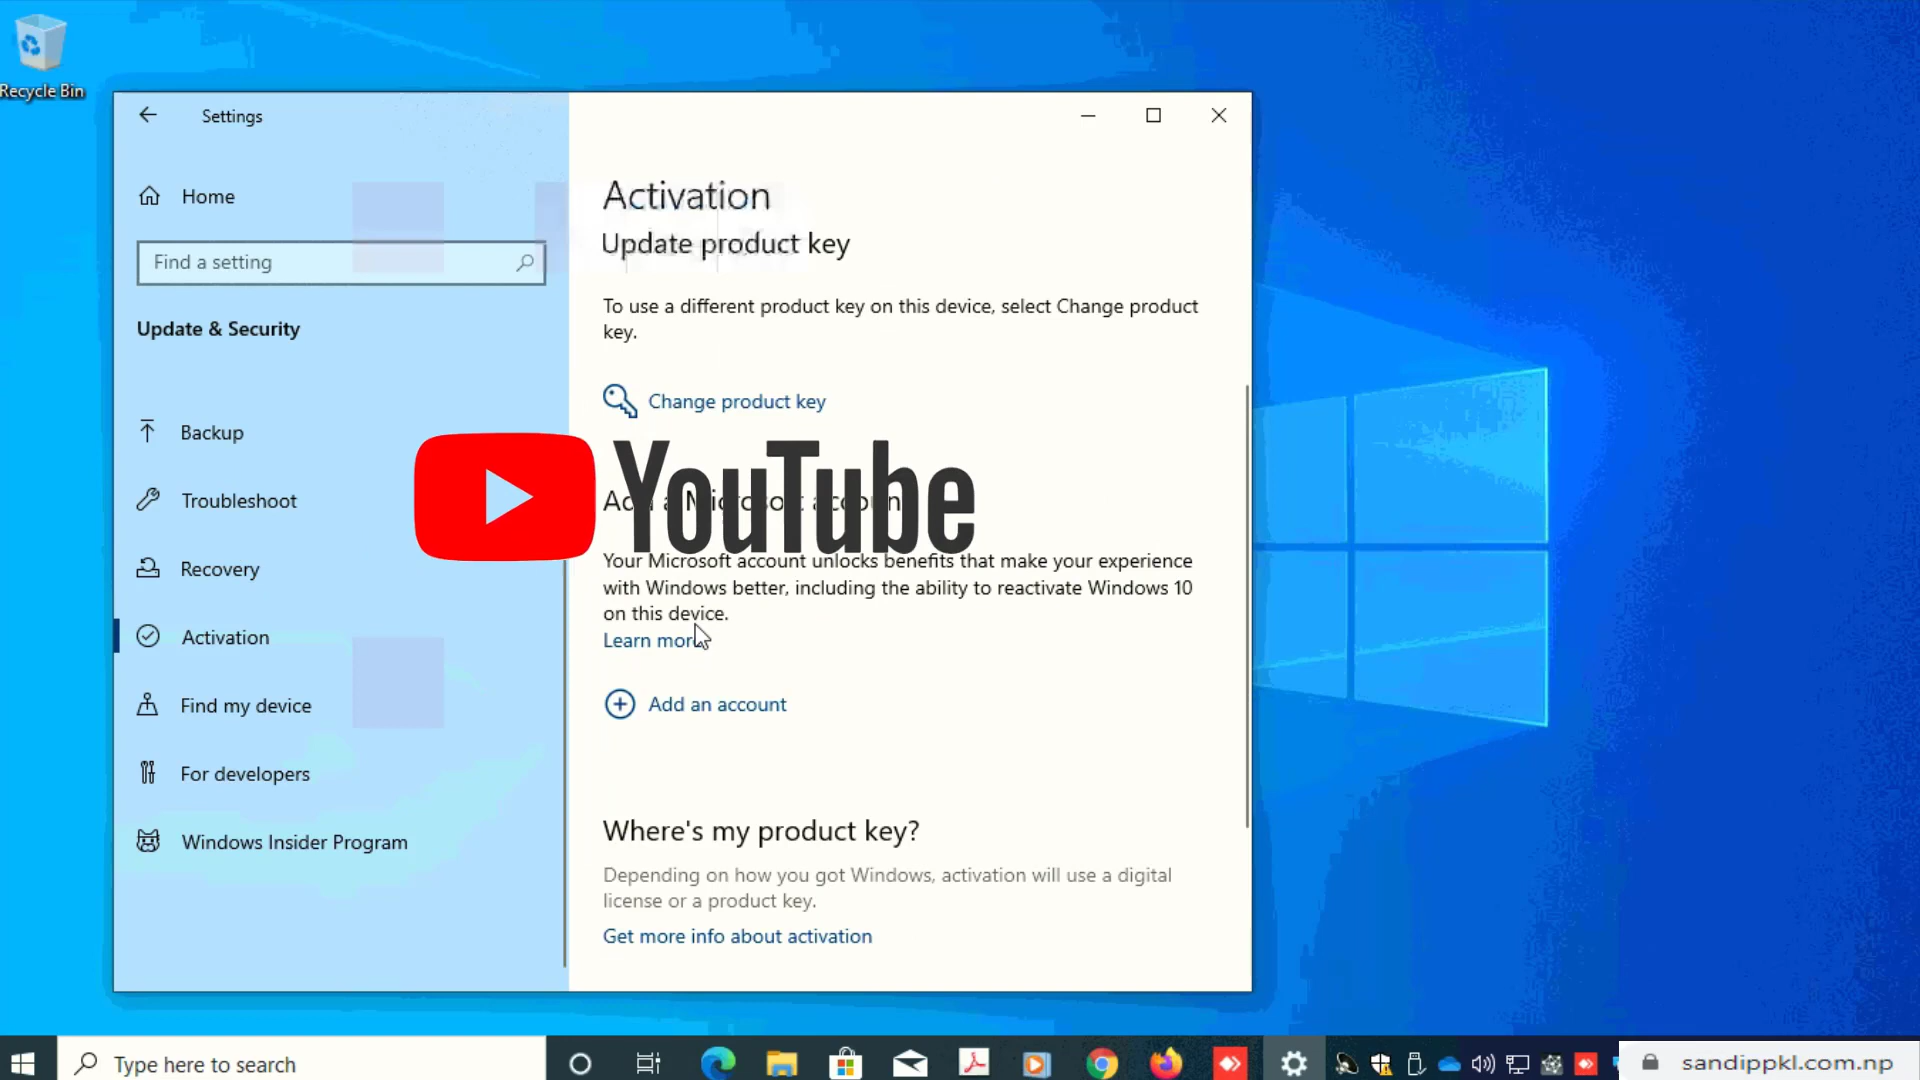 Recycle Bin
Settings
Home
Find a setting
Update & Security
Backup
Troubleshoot
Recovery
Activation
Find my device
For developers
Windows Insider Program
Activation
Update product key
To use a different product key on this device, select Change product
key.
Change product key
YouTube
Add a Microsoft account
Your Microsoft account unlocks benefits that make your experience
with Windows better, including the ability to reactivate Windows 10
on this device.
Learn more
Add an account
Where's my product key?
Depending on how you got Windows, activation will use a digital
license or a product key.
Get more info about activation
Type here to search
sandippkl.com.np